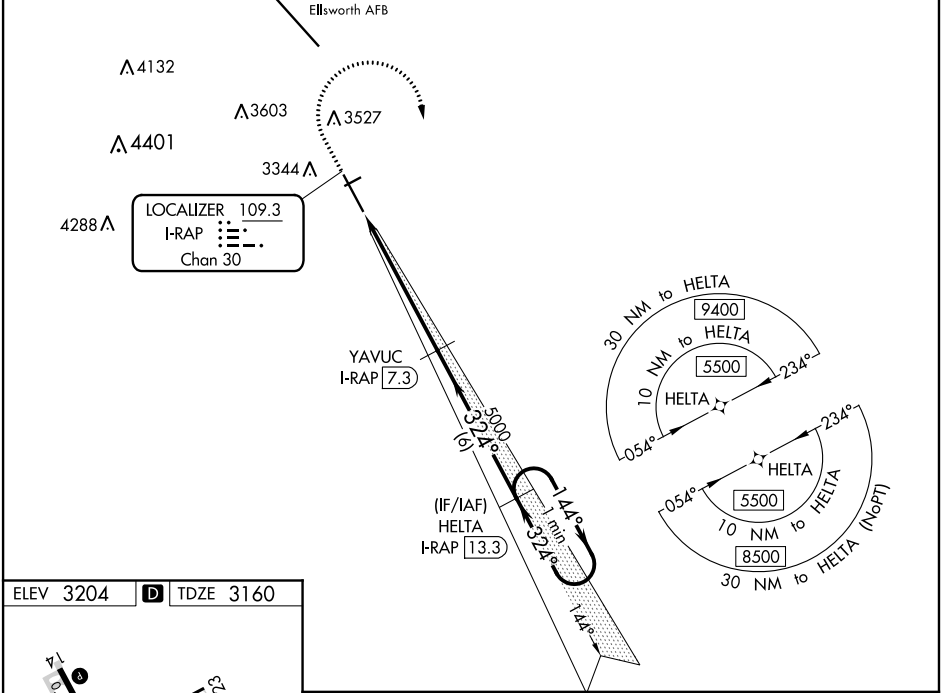 Ellsworth AFB
4132
3603
3527
4401
3344
4288
LOCALIZER 109.3
I-RAP
Chan 30
YAVUC
I-RAP 7.3
324°
5000
(6)
(IF/IAF)
HELTA
I-RAP 13.3
144°
1 min
324°
144°
30 NM to HELTA
9400
10 NM to HELTA
5500
HELTA
234°
054°
234°
054°
HELTA
5500
10 NM to HELTA
8500
30 NM to HELTA (NoPT)
ELEV 3204 D TDZE 3160
14
P
23